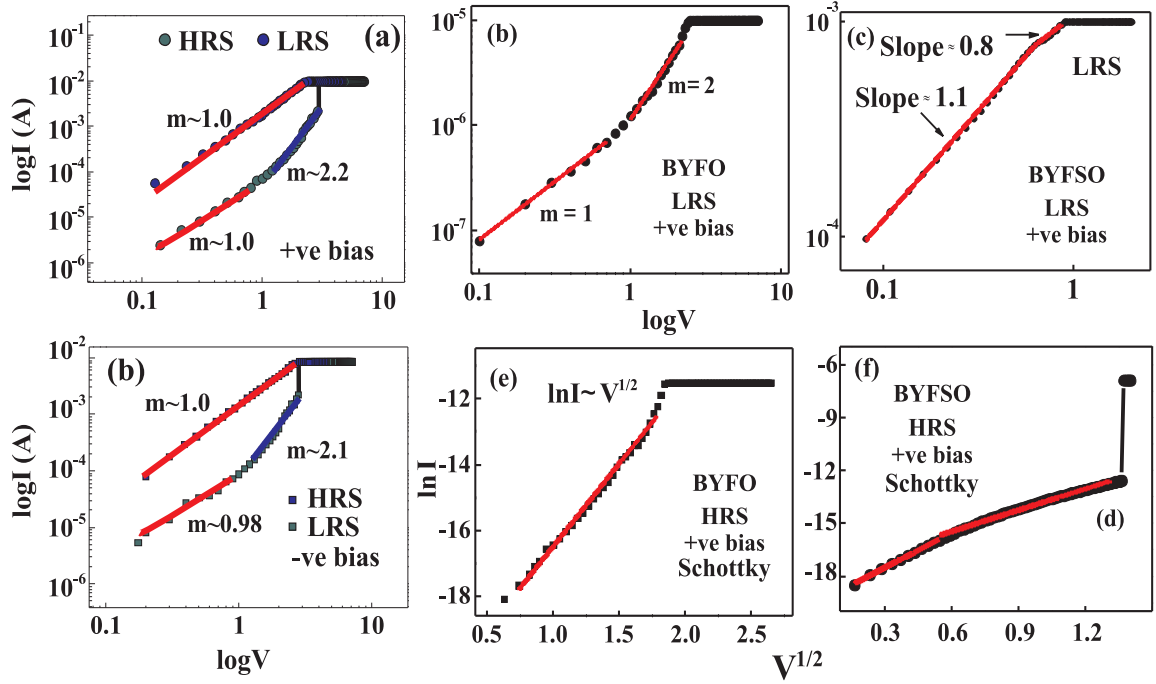 10⁻¹
10⁻²
10⁻³
10⁻⁴
10⁻⁵
10⁻⁶
logI (A)
HRS LRS
(a)
m~1.0
m~2.2
m~1.0
+ve bias
0.1 1 10
10⁻⁵
10⁻⁶
10⁻⁷
(b)
m= 2
m = 1
BYFO
LRS
+ve bias
0.1 1 10
logV
10⁻³
10⁻⁴
(c)
Slope ≈ 0.8
LRS
Slope ≈ 1.1
BYFSO
LRS
+ve bias
0.1 1
10⁻²
10⁻³
10⁻⁴
10⁻⁵
10⁻⁶
logI (A)
(b)
m~1.0
m~2.1
HRS
m~0.98
LRS
-ve bias
0.1 1 10
logV
-12
-14
-16
-18
lnI
(e)
lnI~ V¹ᐟ²
BYFO
HRS
+ve bias
Schottky
0.5 1.0 1.5 2.0 2.5
-6
-9
-12
-15
-18
(f)
BYFSO
HRS
+ve bias
Schottky
(d)
0.3 0.6 0.9 1.2
V¹ᐟ²